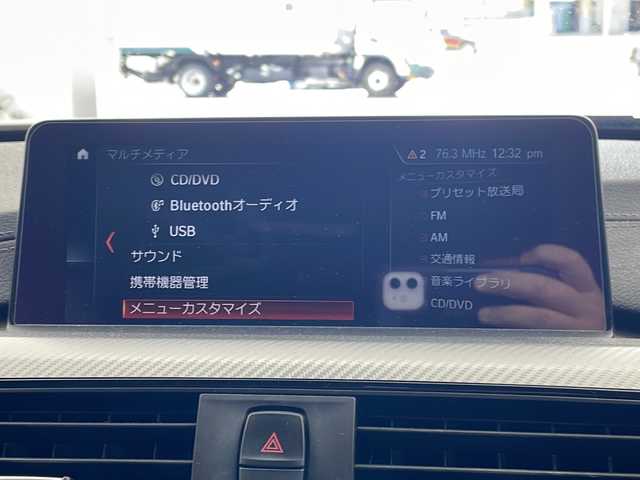 マルチメディア
2 76.3 MHz 12:32 pm
CD/DVD
Bluetoothオーディオ
USB
サウンド
携帯機器管理
メニューカスタマイズ
メニューカスタマイズ
プリセット放送局
FM
AM
交通情報
音楽ライブラリ
CD/DVD